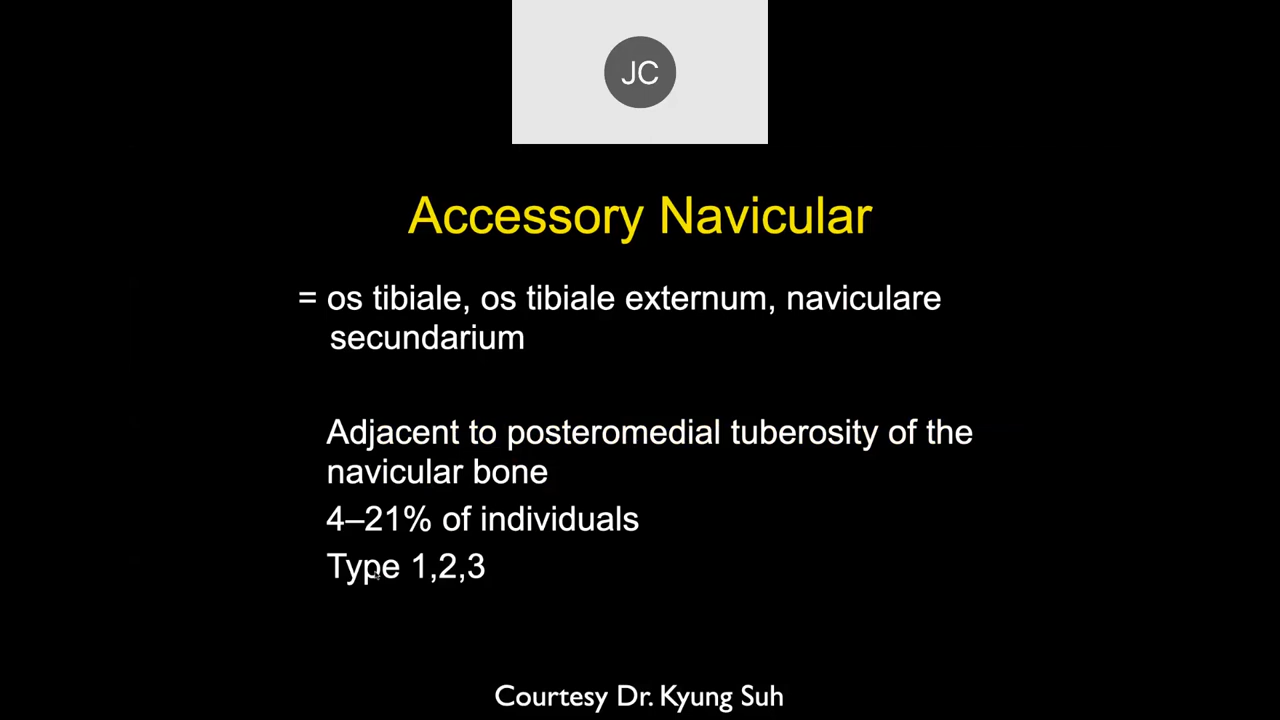 JC
Accessory Navicular
= os tibiale, os tibiale externum, naviculare
secundarium
Adjacent to posteromedial tuberosity of the
navicular bone
4–21% of individuals
Type 1,2,3
Courtesy Dr. Kyung Suh